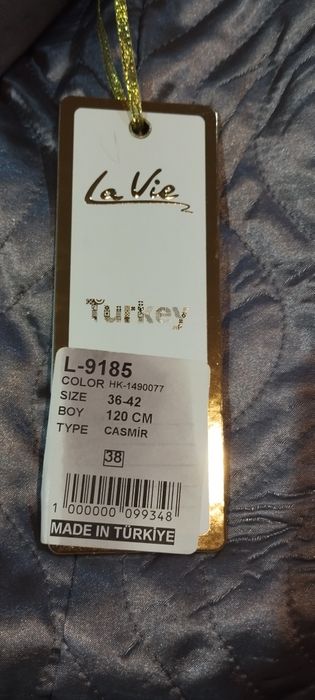 La Vie
Turkey
L-9185
COLOR HK-1490077
SIZE 36-42
BOY 120 CM
TYPE CASMİR
38
1 000000 099348
MADE IN TÜRKİYE